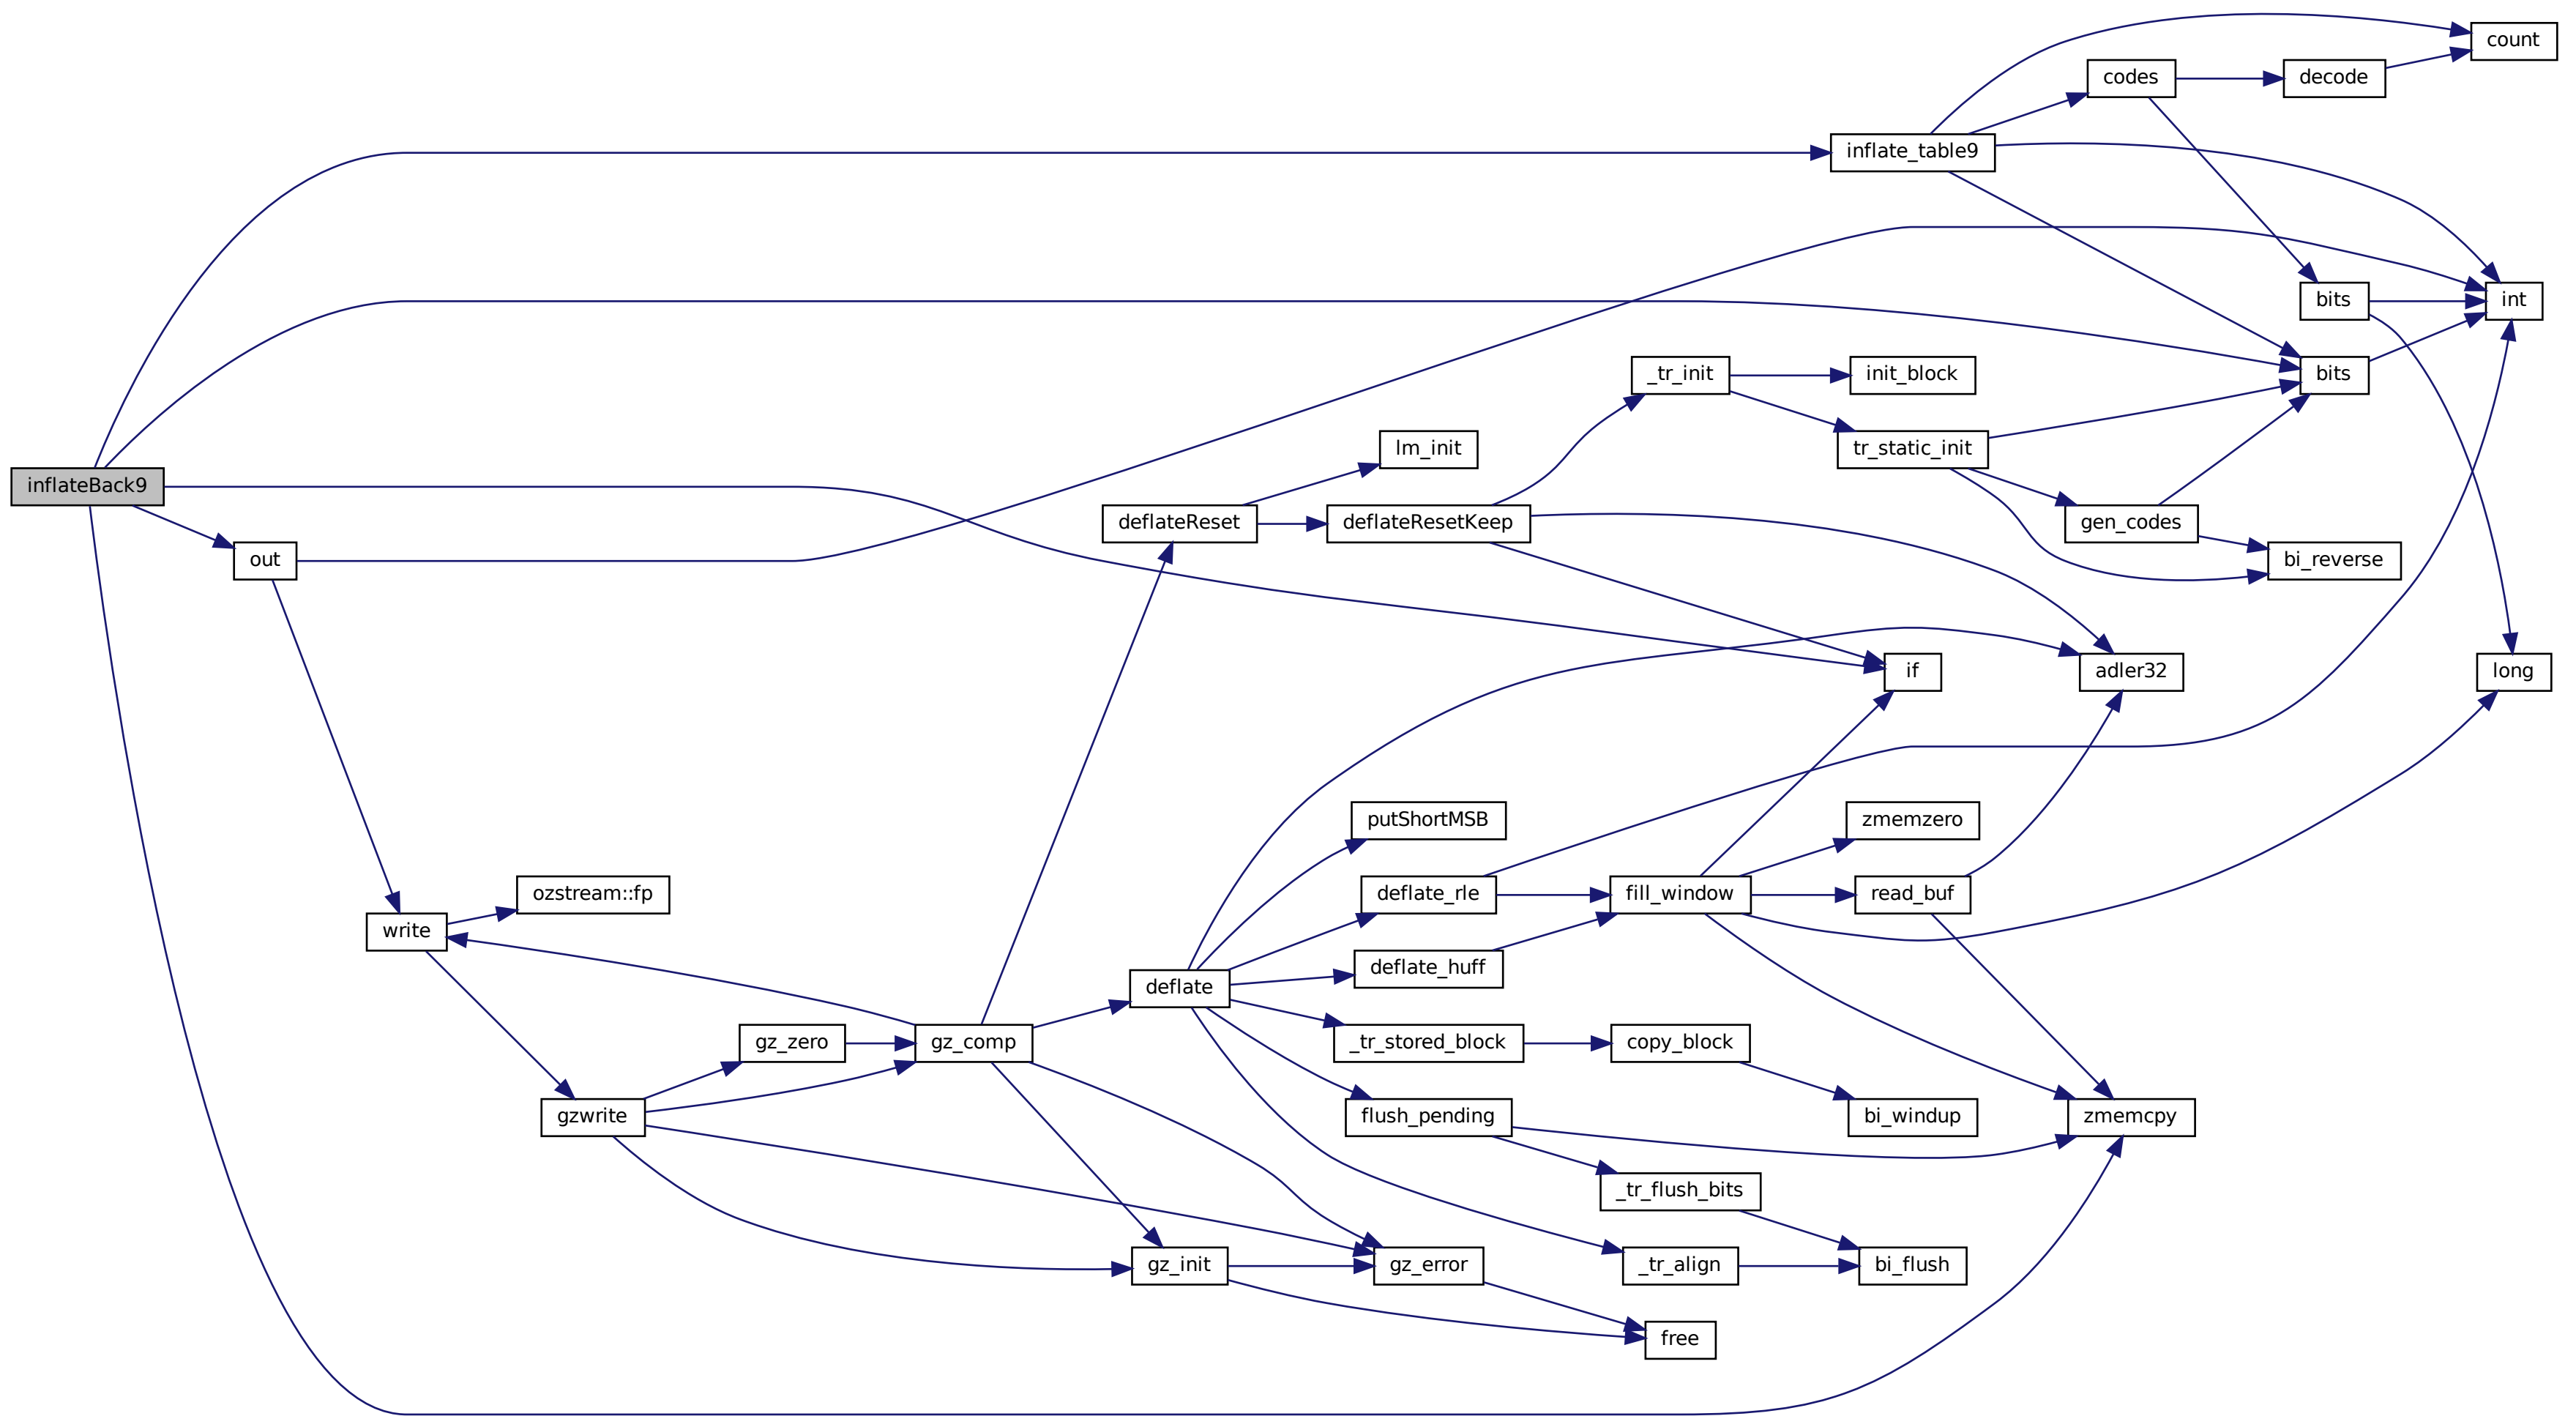 count
codes
decode
inflate_table9
bits
int
bits
_tr_init
init_block
lm_init
tr_static_init
inflateBack9
deflateReset
deflateResetKeep
gen_codes
out
bi_reverse
if
adler32
long
putShortMSB
zmemzero
ozstream::fp
deflate_rle
fill_window
read_buf
write
deflate_huff
deflate
gz_zero
gz_comp
_tr_stored_block
copy_block
gzwrite
flush_pending
bi_windup
zmemcpy
_tr_flush_bits
gz_init
gz_error
_tr_align
bi_flush
free